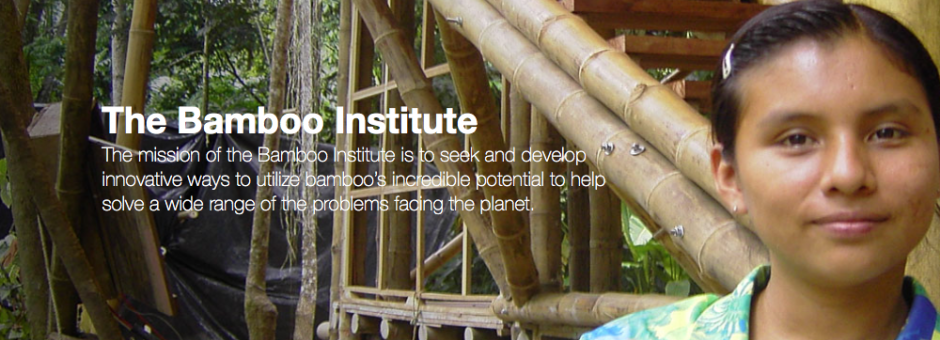 The Bamboo Institute
The mission of the Bamboo Institute is to seek and develop
innovative ways to utilize bamboo's incredible potential to help
solve a wide range of the problems facing the planet.